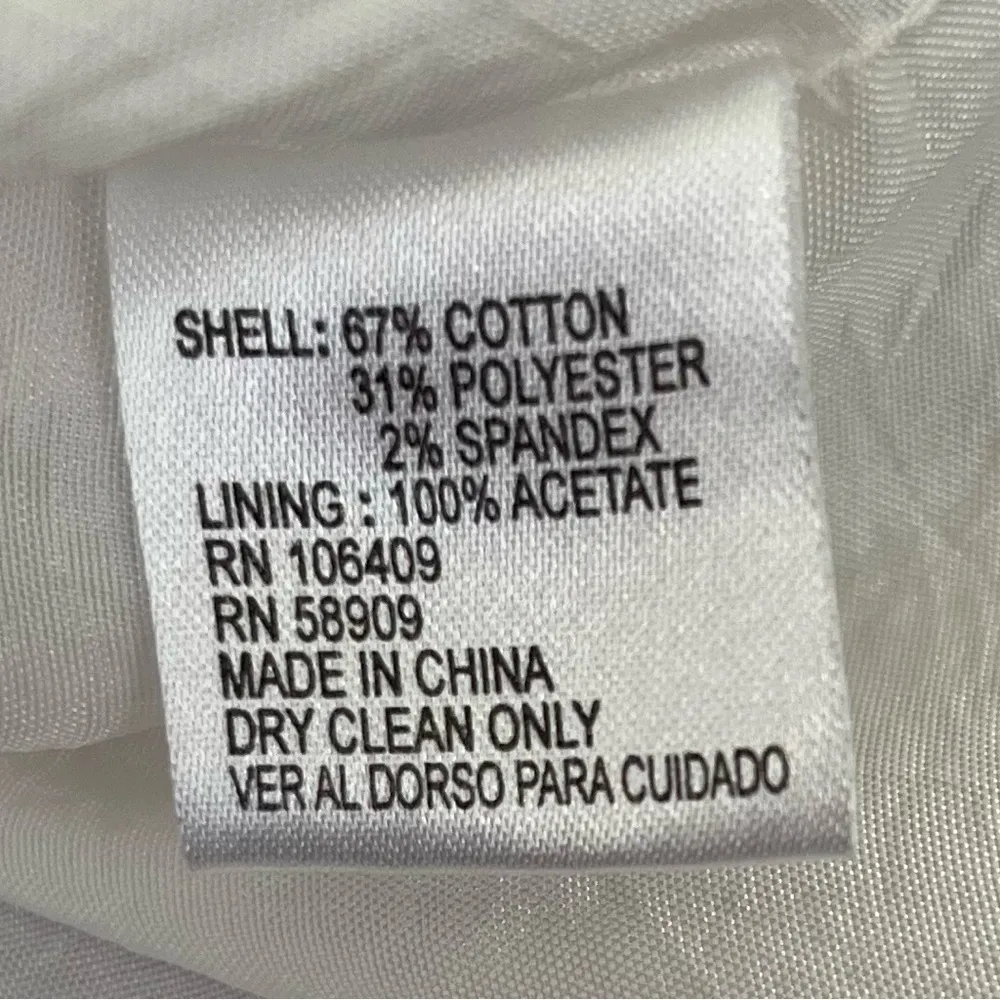 SHELL: 67% COTTON
31% POLYESTER
2% SPANDEX
LINING : 100% ACETATE
RN 106409
RN 58909
MADE IN CHINA
DRY CLEAN ONLY
VER AL DORSO PARA CUIDADO